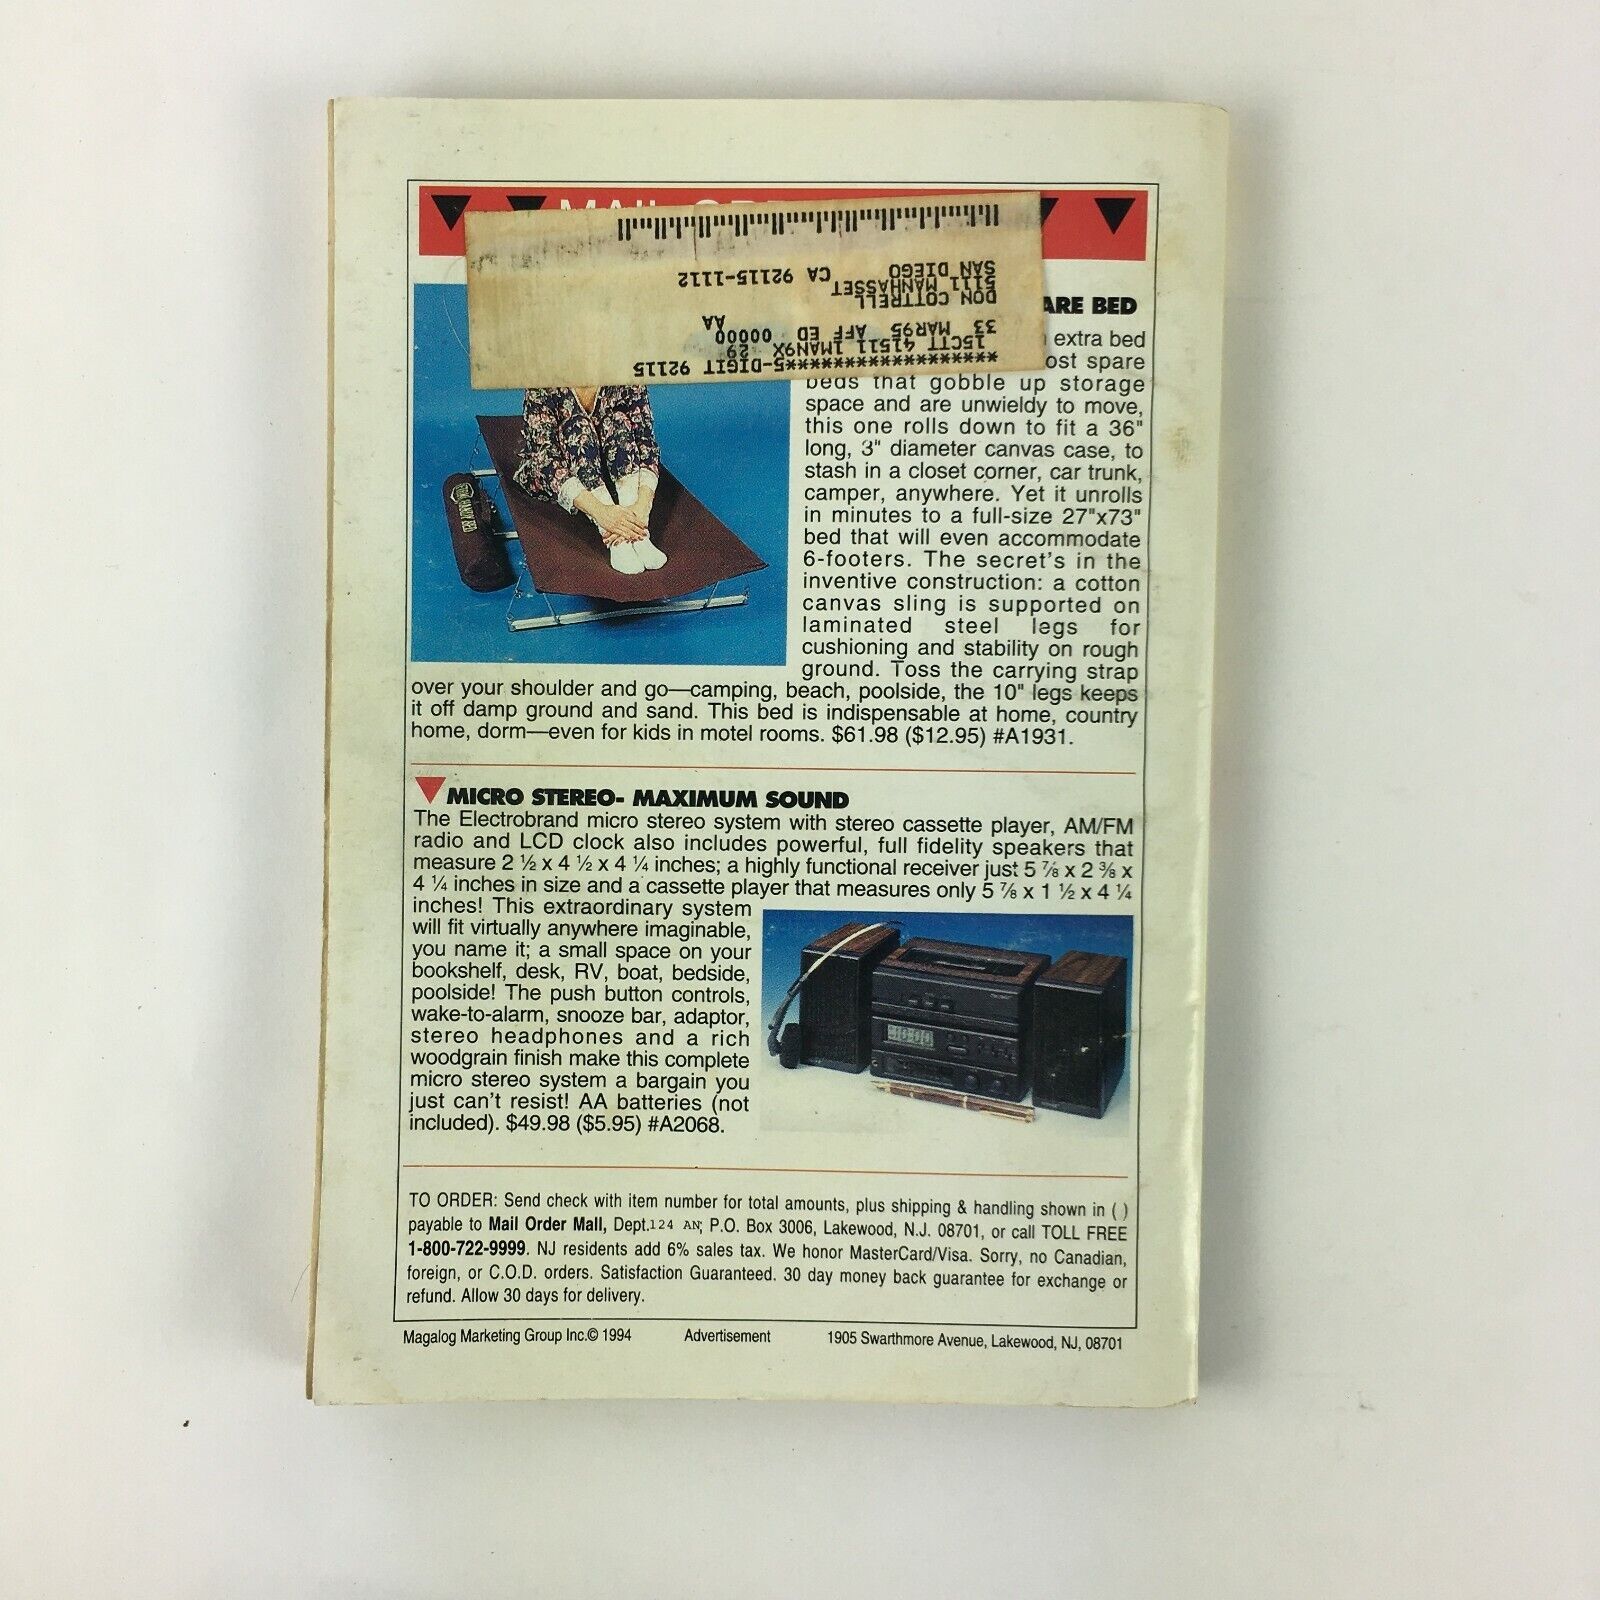 MAIL ORD
*********************5-DIGIT 92115
15CTT 41511 1MAN9X 29
33 MAR95 AFF ED 00000
AA
DON COTTRELL
5111 MANHASSET
SAN DIEGO CA 92115-1112
ARE BED
extra bed
ost spare
beds that gobble up storage
space and are unwieldy to move,
this one rolls down to fit a 36"
long, 3" diameter canvas case, to
stash in a closet corner, car trunk,
camper, anywhere. Yet it unrolls
in minutes to a full-size 27"x73"
bed that will even accommodate
6-footers. The secret's in the
inventive construction: a cotton
canvas sling is supported on
laminated steel legs for
cushioning and stability on rough
ground. Toss the carrying strap
over your shoulder and go—camping, beach, poolside, the 10" legs keeps
it off damp ground and sand. This bed is indispensable at home, country
home, dorm—even for kids in motel rooms. $61.98 ($12.95) #A1931.
MICRO STEREO- MAXIMUM SOUND
The Electrobrand micro stereo system with stereo cassette player, AM/FM
radio and LCD clock also includes powerful, full fidelity speakers that
measure 2 ½ x 4 ½ x 4 ¼ inches; a highly functional receiver just 5 ⅞ x 2 ⅜ x
4 ¼ inches in size and a cassette player that measures only 5 ⅞ x 1 ½ x 4 ¼
inches! This extraordinary system
will fit virtually anywhere imaginable,
you name it; a small space on your
bookshelf, desk, RV, boat, bedside,
poolside! The push button controls,
wake-to-alarm, snooze bar, adaptor,
stereo headphones and a rich
woodgrain finish make this complete
micro stereo system a bargain you
just can't resist! AA batteries (not
included). $49.98 ($5.95) #A2068.
10:00
TO ORDER: Send check with item number for total amounts, plus shipping & handling shown in ( )
payable to Mail Order Mall, Dept.124 AN; P.O. Box 3006, Lakewood, N.J. 08701, or call TOLL FREE
1-800-722-9999. NJ residents add 6% sales tax. We honor MasterCard/Visa. Sorry, no Canadian,
foreign, or C.O.D. orders. Satisfaction Guaranteed. 30 day money back guarantee for exchange or
refund. Allow 30 days for delivery.
Magalog Marketing Group Inc.© 1994 Advertisement 1905 Swarthmore Avenue, Lakewood, NJ, 08701